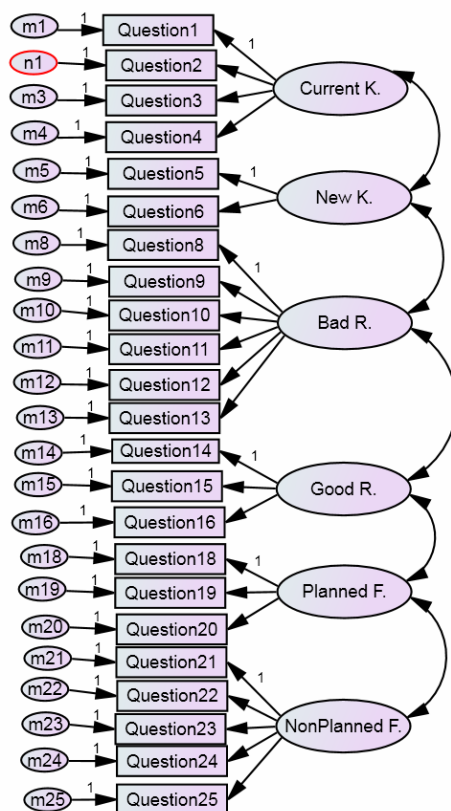 m1 1 Question1 1
n1 1 Question2
m3 1 Question3 Current K.
m4 1 Question4
m5 1 Question5 1
m6 1 Question6 New K.
m8 1 Question8 1
m9 1 Question9
m10 1 Question10 Bad R.
m11 1 Question11
m12 1 Question12
m13 1 Question13
m14 1 Question14 1
m15 1 Question15 Good R.
m16 1 Question16
m18 1 Question18 1
m19 1 Question19 Planned F.
m20 1 Question20
m21 1 Question21 1
m22 1 Question22
m23 1 Question23 NonPlanned F.
m24 1 Question24
m25 1 Question25